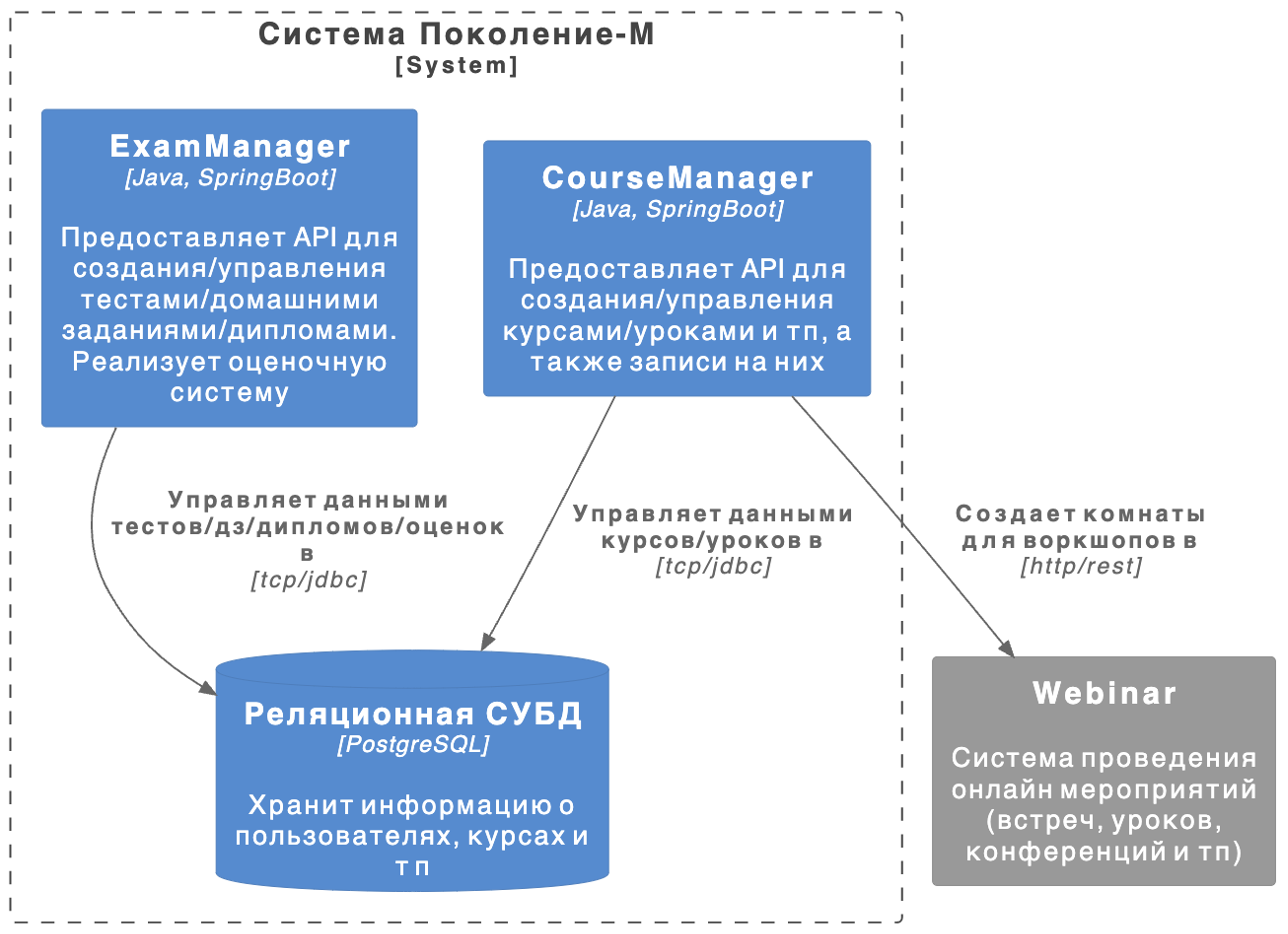 Система Поколение-М
[System]
ExamManager
[Java, SpringBoot]
Предоставляет API для
создания/управления
тестами/домашними
заданиями/дипломами.
Реализует оценочную
систему
CourseManager
[Java, SpringBoot]
Предоставляет API для
создания/управления
курсами/уроками и тп, а
также записи на них
Управляет данными
тестов/дз/дипломов/оценок
в
[tcp/jdbc]
Управляет данными
курсов/уроков в
[tcp/jdbc]
Создает комнаты
для воркшопов в
[http/rest]
Реляционная СУБД
[PostgreSQL]
Хранит информацию о
пользователях, курсах и
тп
Webinar
Система проведения
онлайн мероприятий
(встреч, уроков,
конференций и тп)